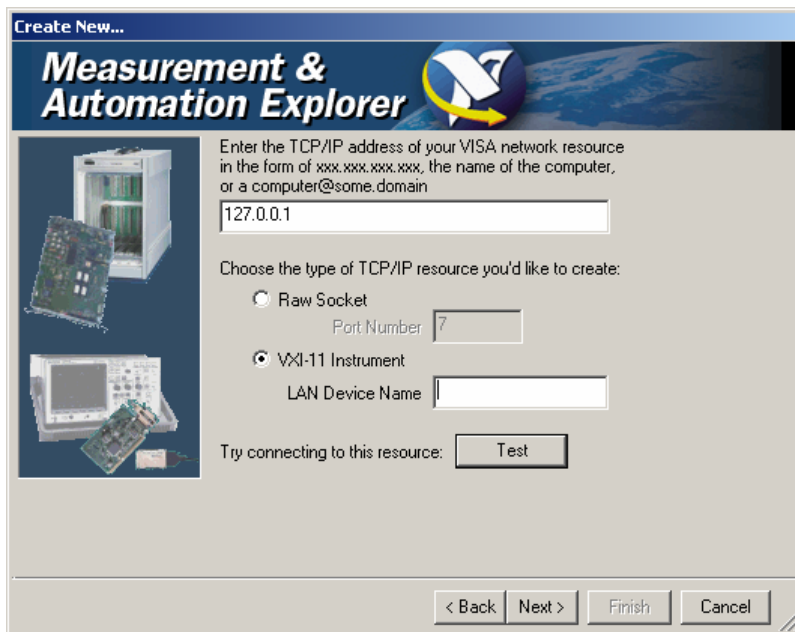 Create New...
Measurement &
Automation Explorer
Enter the TCP/IP address of your VISA network resource
in the form of xxx.xxx.xxx.xxx, the name of the computer,
or a computer@some.domain
127.0.0.1
Choose the type of TCP/IP resource you'd like to create:
Raw Socket
Port Number 7
VXI-11 Instrument
LAN Device Name
Try connecting to this resource: Test
< Back Next > Finish Cancel